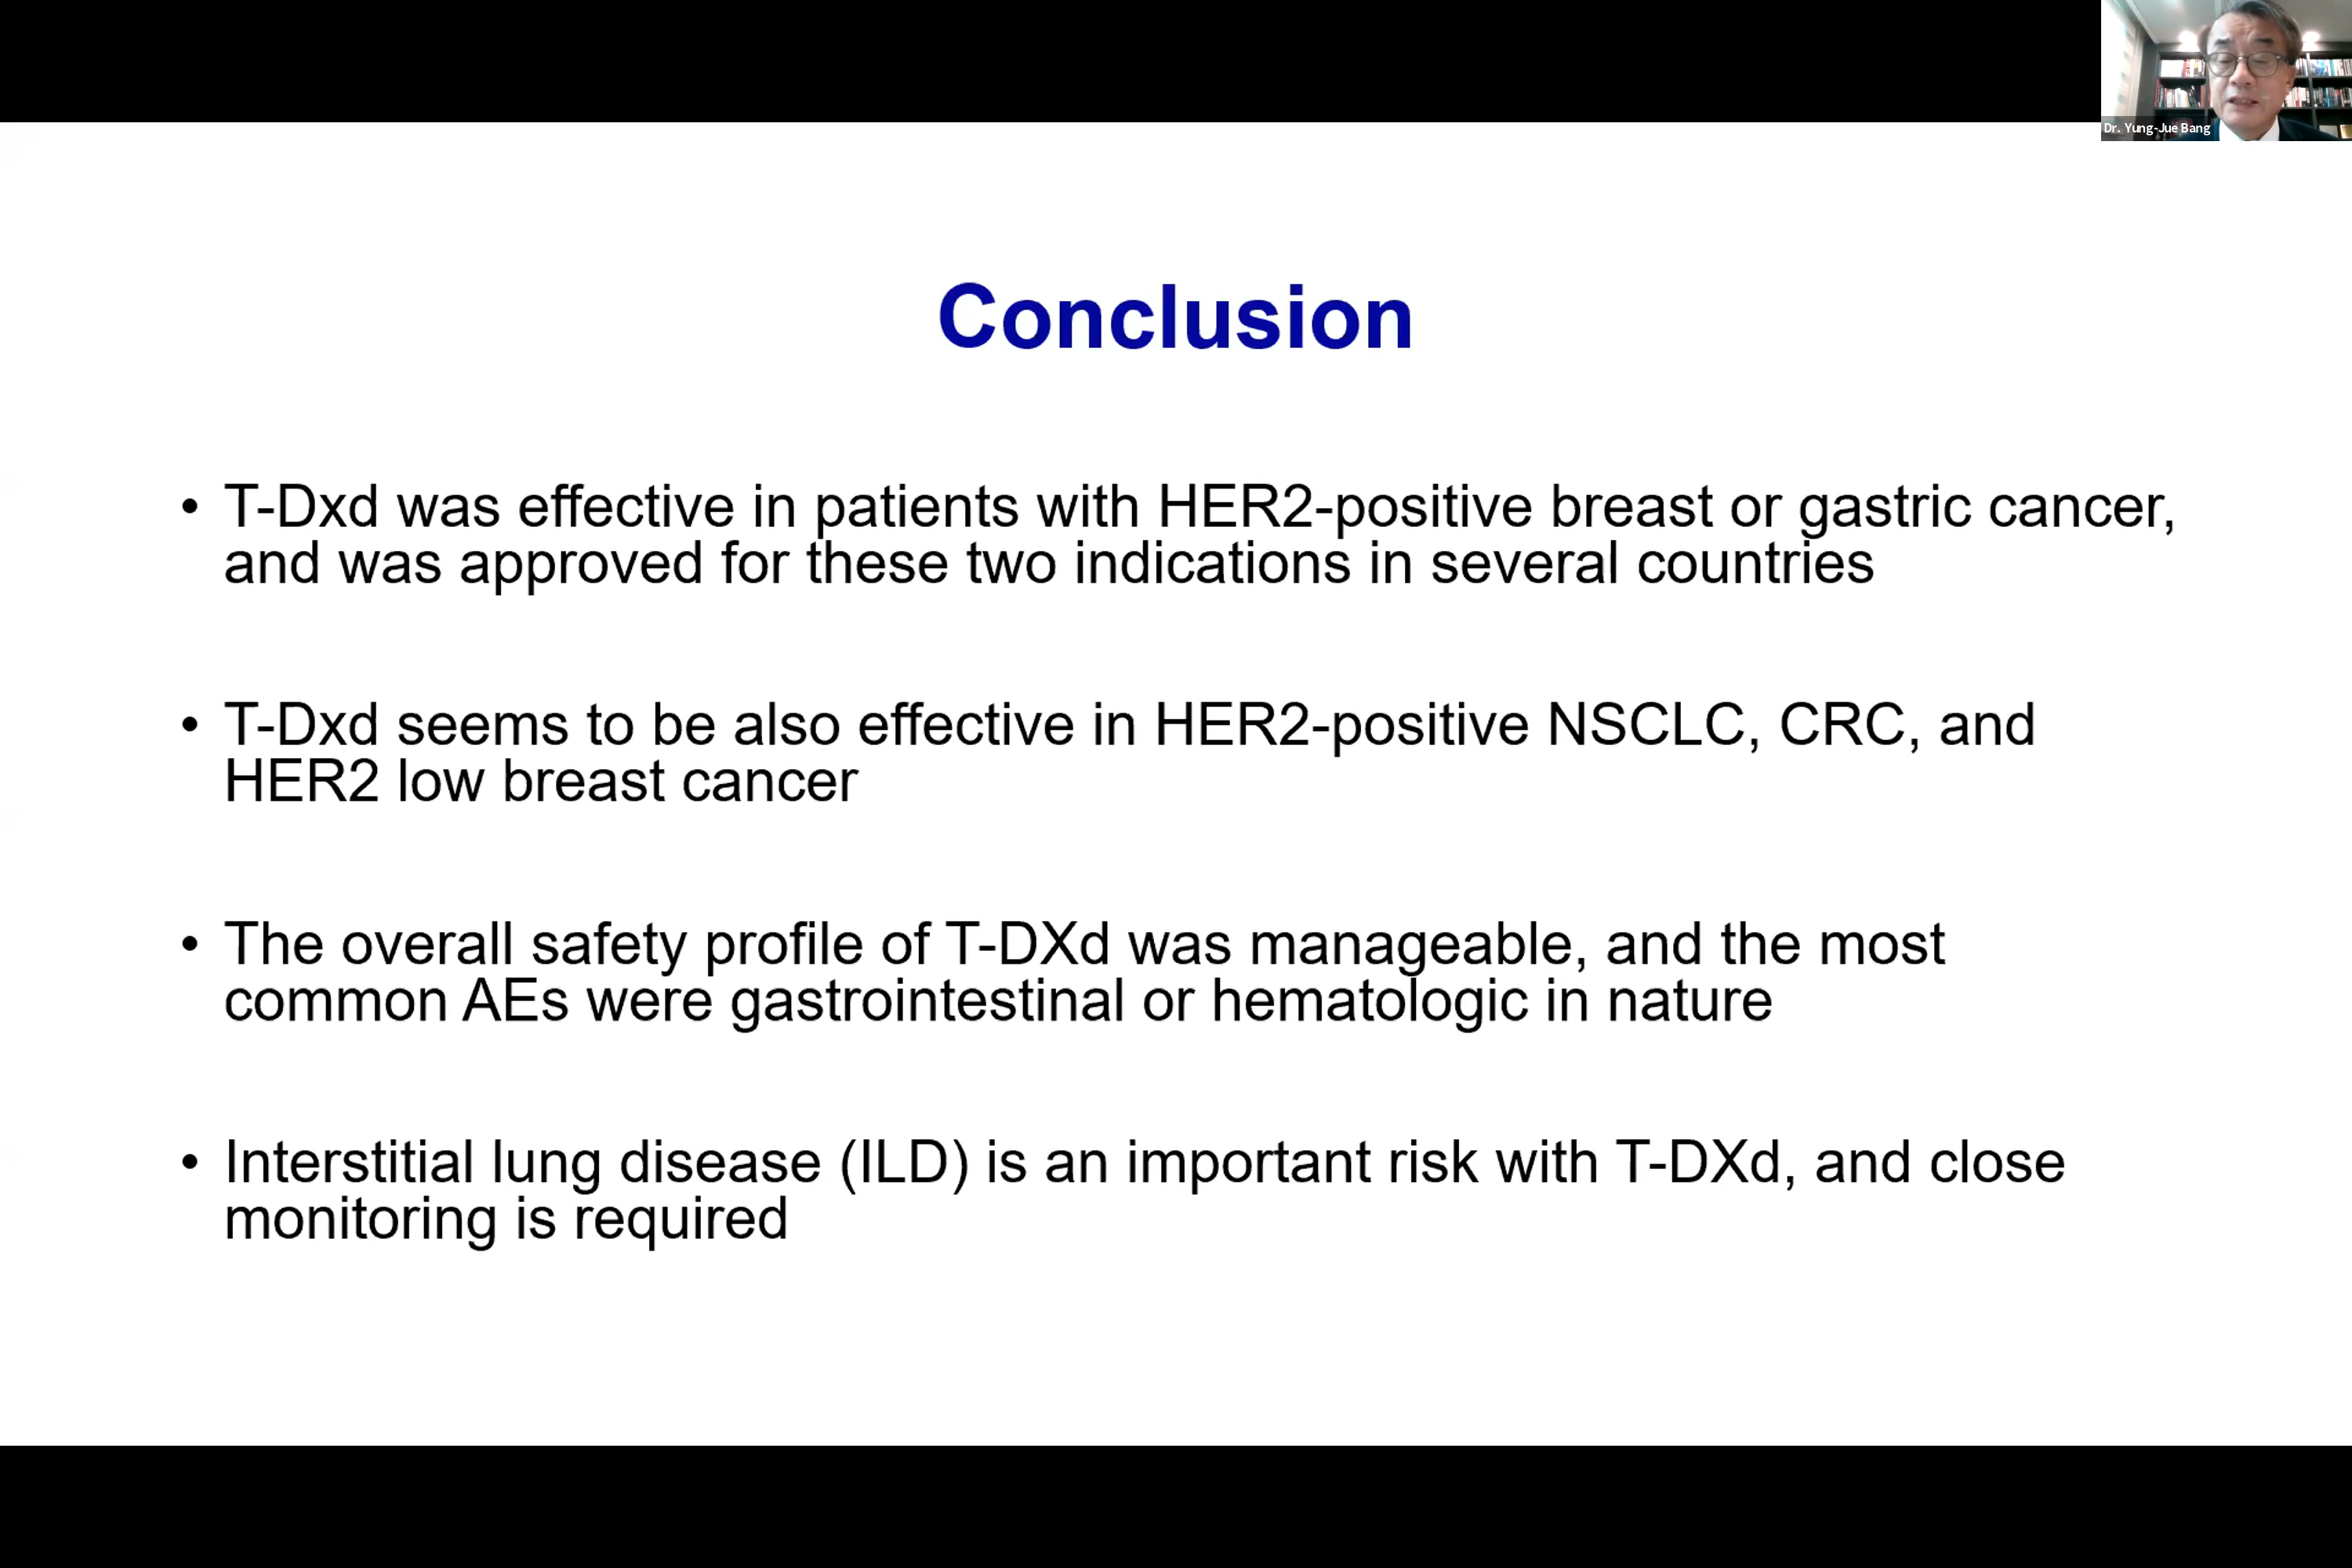 Dr. Yung-Jue Bang
Conclusion
• T-Dxd was effective in patients with HER2-positive breast or gastric cancer,
and was approved for these two indications in several countries
• T-Dxd seems to be also effective in HER2-positive NSCLC, CRC, and
HER2 low breast cancer
• The overall safety profile of T-DXd was manageable, and the most
common AEs were gastrointestinal or hematologic in nature
• Interstitial lung disease (ILD) is an important risk with T-DXd, and close
monitoring is required